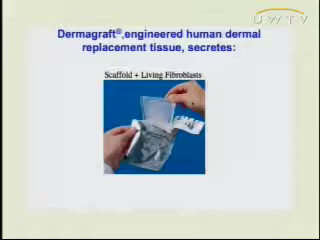 UWTV
Dermagraft®,engineered human dermal
replacement tissue, secretes:
Scaffold + Living Fibroblasts